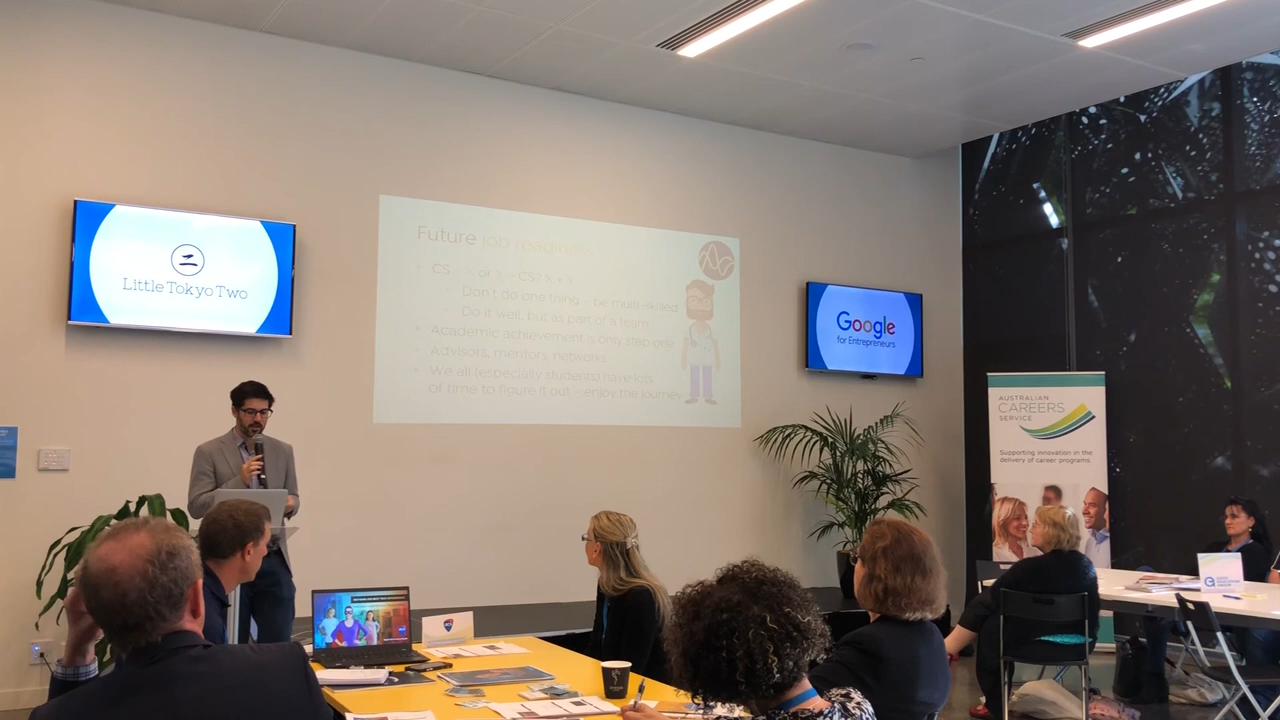 Little Tokyo Two
Future job readiness
Don't do one thing - be multi-skilled
Do it well, but as part of a team
Academic achievement is only step one
Advisors, mentors, networks
We all (especially students) have lots
of time to figure it out - enjoy the journey
Google
for Entrepreneurs
AUSTRALIAN
CAREERS
SERVICE
Supporting innovation in the
delivery of career programs.